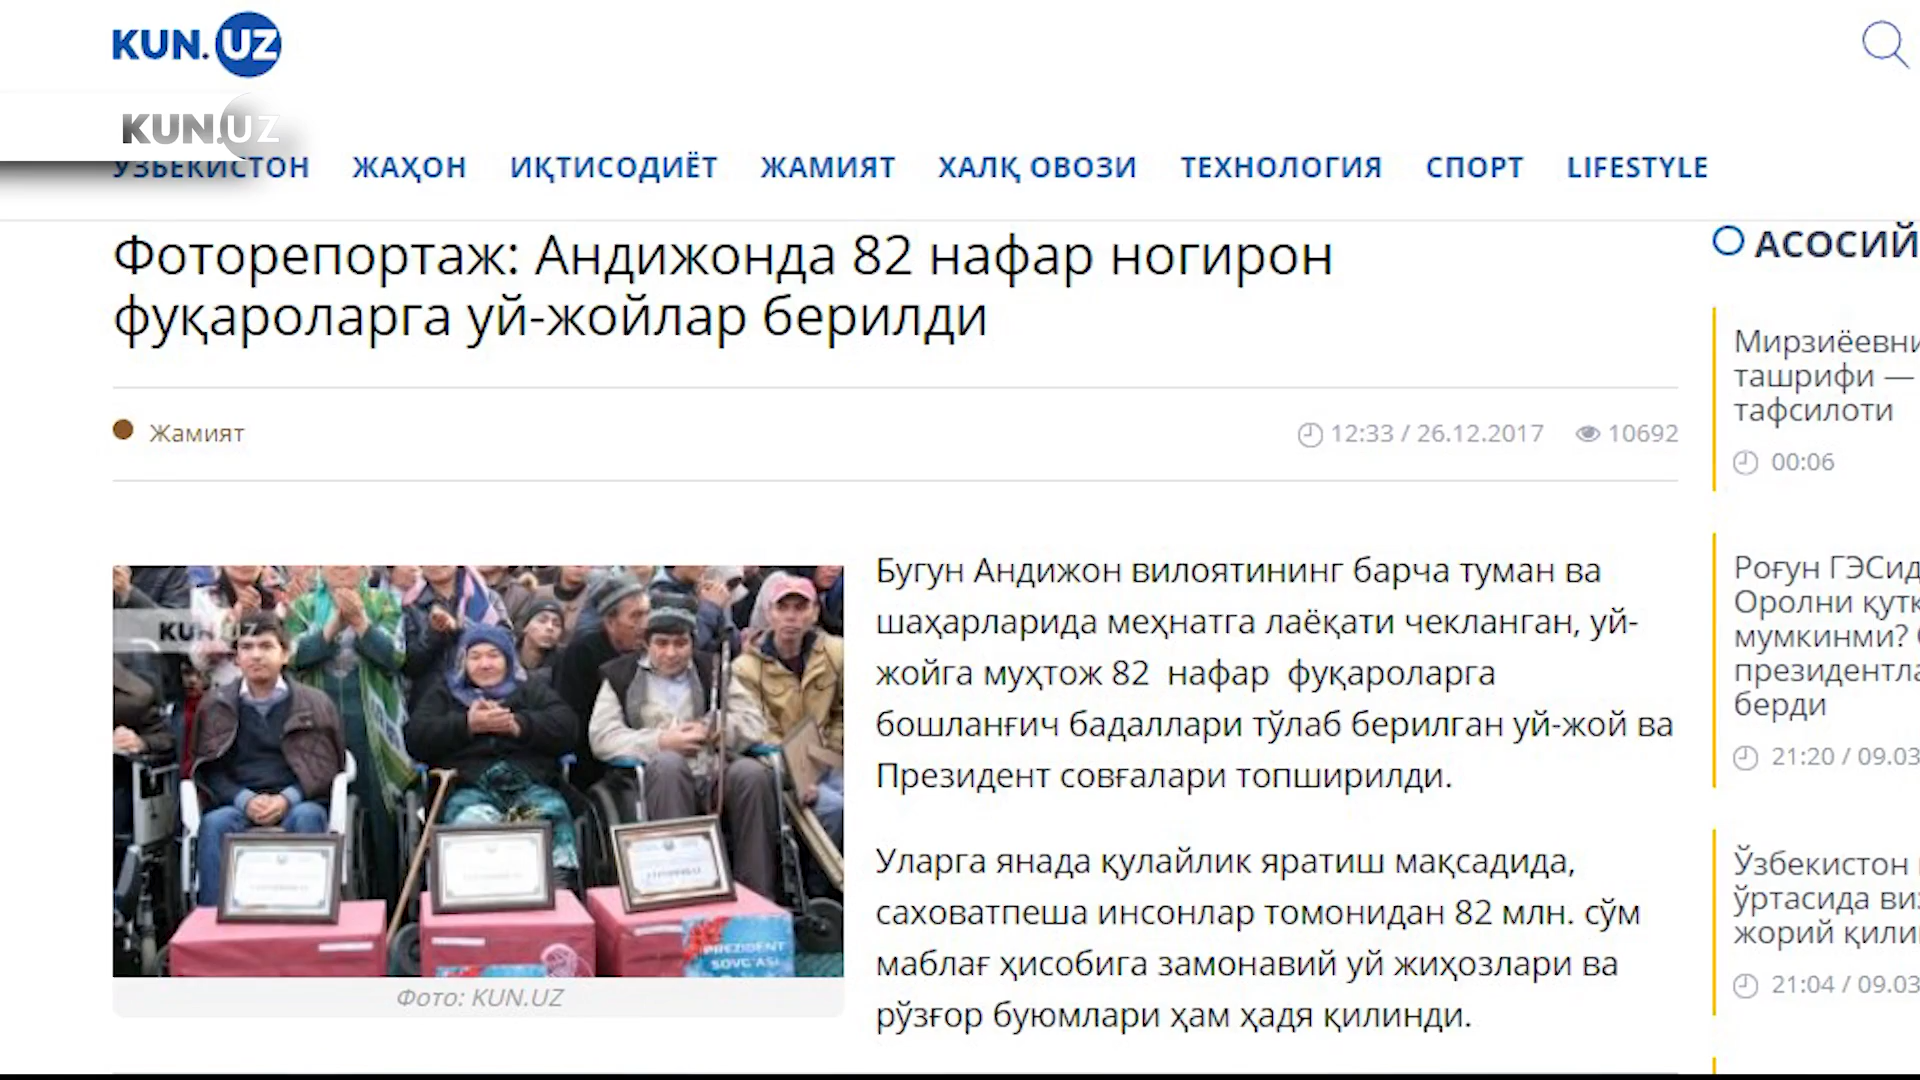 KUN.UZ
KUN.UZ
ЎЗБЕКИСТОН ЖАҲОН ИҚТИСОДИЁТ ЖАМИЯТ ХАЛҚ ОВОЗИ ТЕХНОЛОГИЯ СПОРТ LIFESTYLE
Фоторепортаж: Андижонда 82 нафар ногирон
фуқароларга уй-жойлар берилди
Жамият
12:33 / 26.12.2017 10692
KUN.UZ
PREZIDENT
SOVG'ASI
Фото: KUN.UZ
Бугун Андижон вилоятининг барча туман ва
шаҳарларида меҳнатга лаёқати чекланган, уй-
жойга муҳтож 82 нафар фуқароларга
бошланғич бадаллари тўлаб берилган уй-жой ва
Президент совғалари топширилди.
Уларга янада қулайлик яратиш мақсадида,
саховатпеша инсонлар томонидан 82 млн. сўм
маблағ ҳисобига замонавий уй жиҳозлари ва
рўзғор буюмлари ҳам ҳадя қилинди.
АСОСИЙ
Мирзиёевни
ташрифи —
тафсилоти
00:06
Роғун ГЭСид
Оролни қутқ
мумкинми?
президентла
берди
21:20 / 09.03
Ўзбекистон
ўртасида виз
жорий қили
21:04 / 09.03